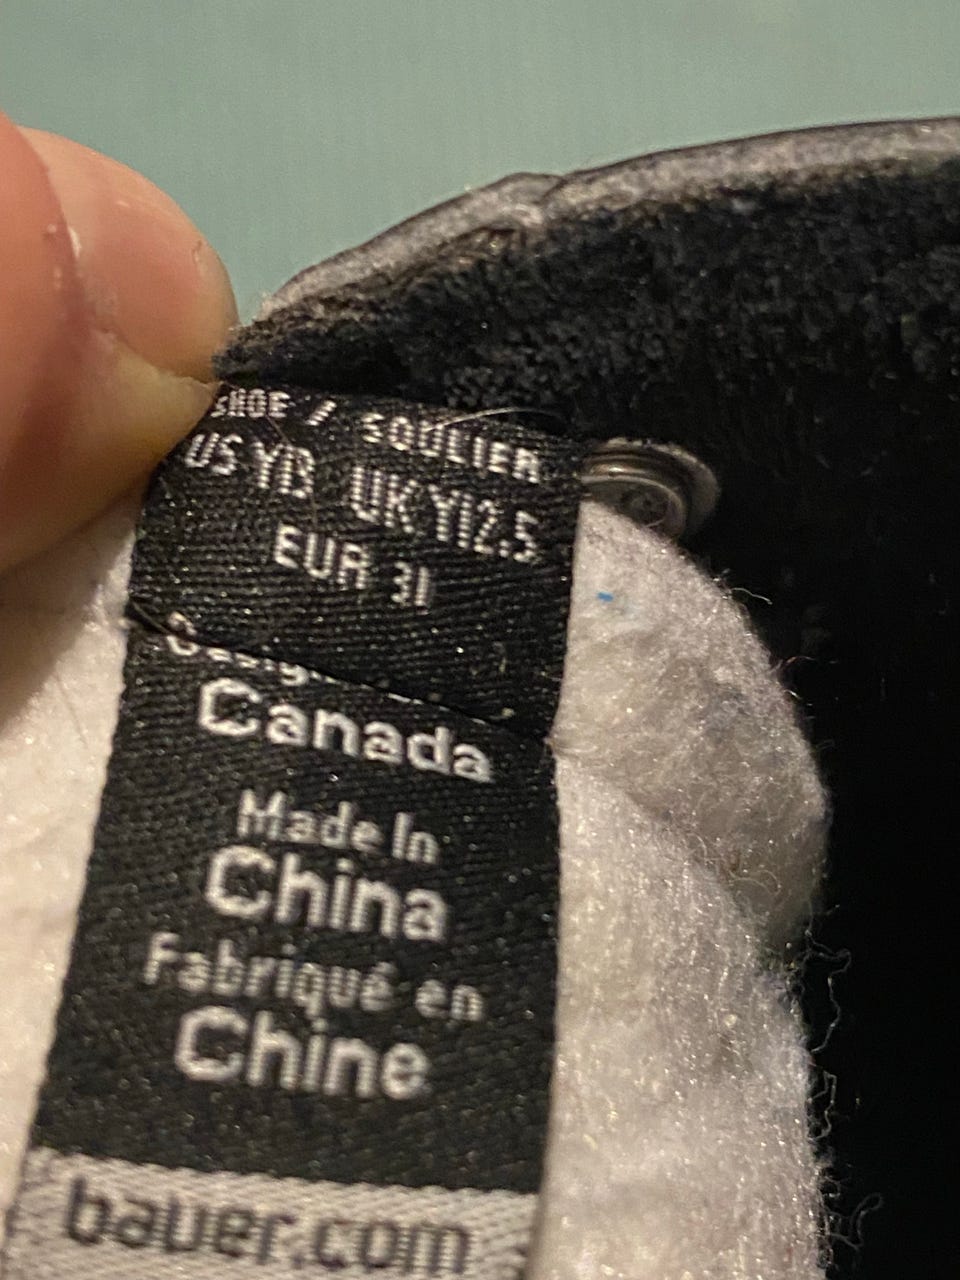 SHOE / SOULIER
US Y13 UK Y12.5
EUR 31
Canada
Made In
China
Fabriqué en
Chine
bauer.com